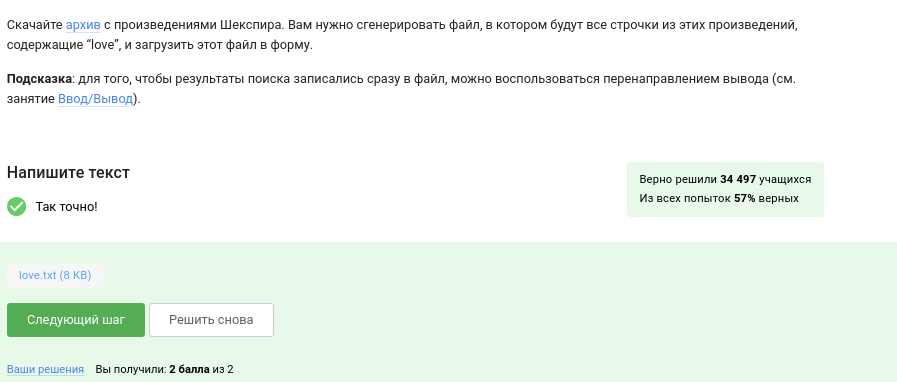 Скачайте архив с произведениями Шекспира. Вам нужно сгенерировать файл, в котором будут все строчки из этих произведений,
содержащие “love”, и загрузить этот файл в форму.
Подсказка: для того, чтобы результаты поиска записались сразу в файл, можно воспользоваться перенаправлением вывода (см.
занятие Ввод/Вывод).
Напишите текст
Верно решили 34 497 учащихся
Из всех попыток 57% верных
Так точно!
love.txt (8 KB)
Следующий шаг
Решить снова
Ваши решения Вы получили: 2 балла из 2